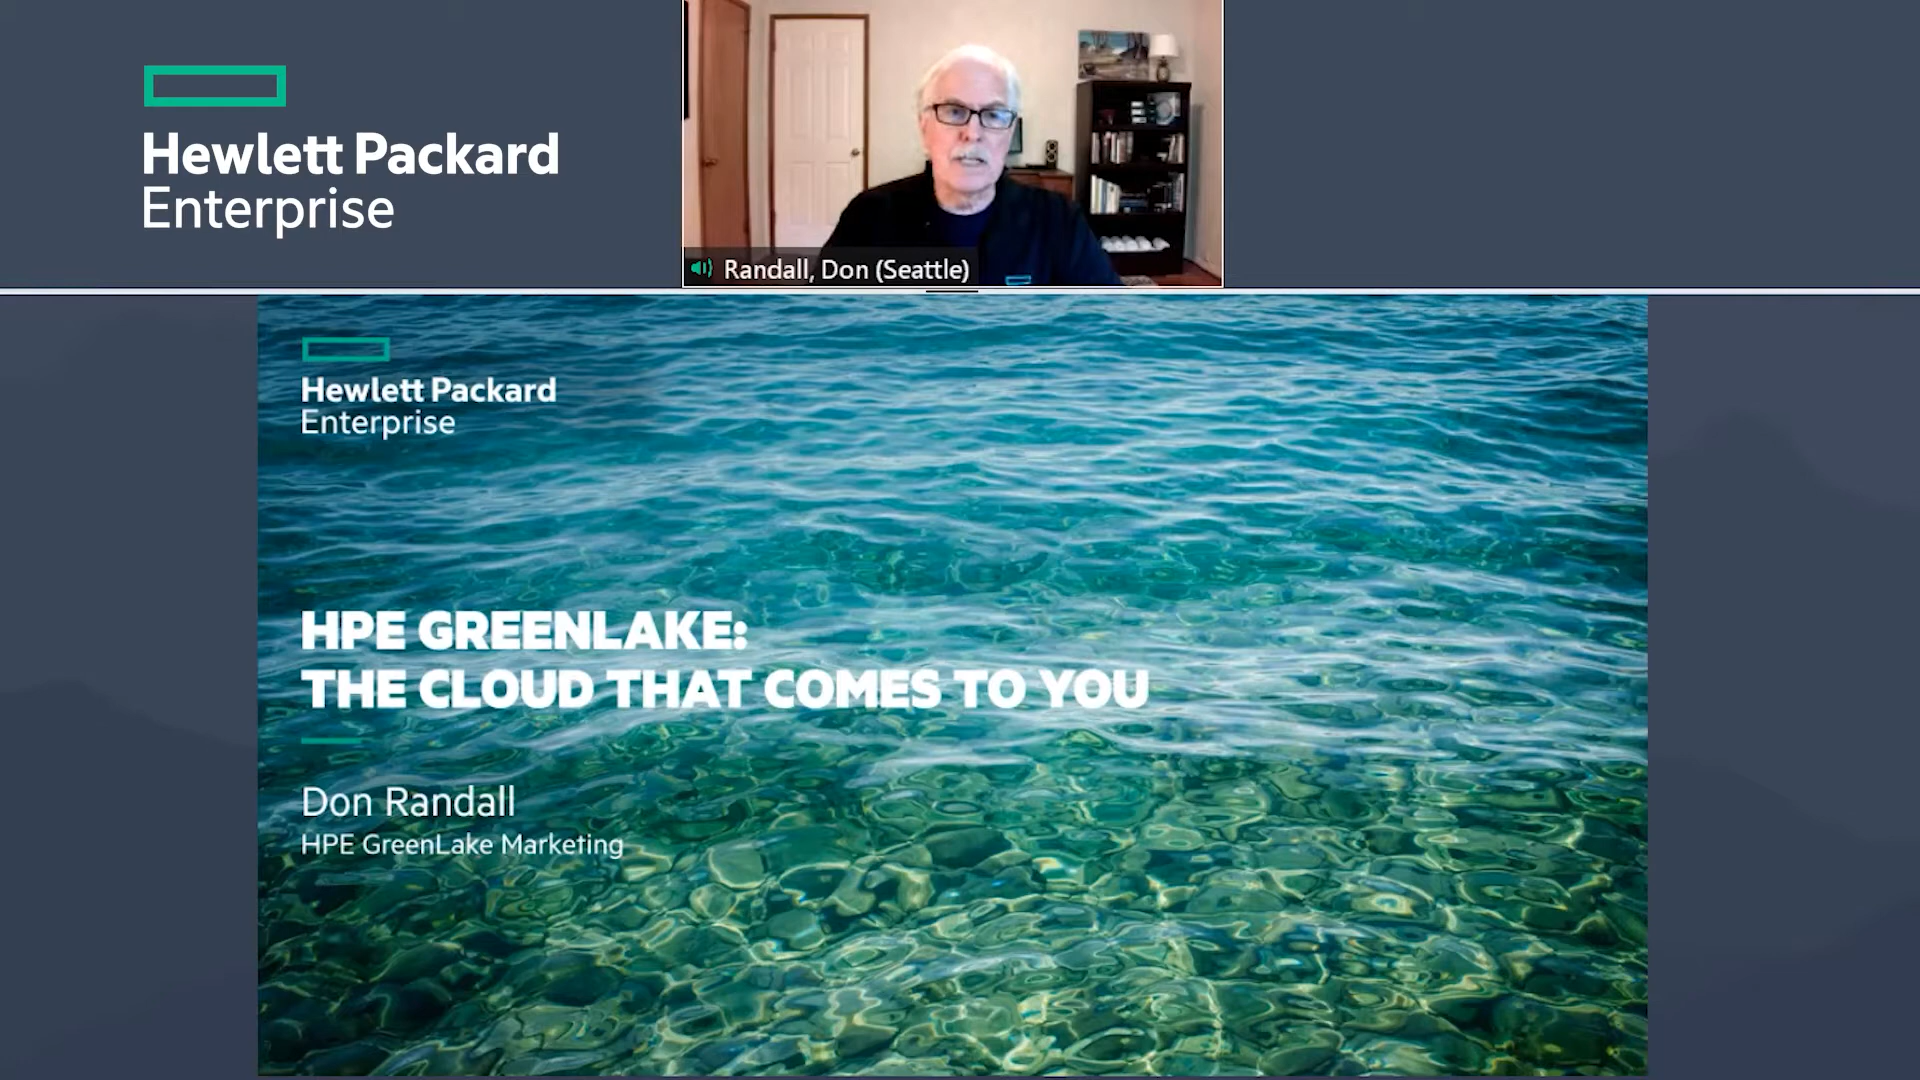 Hewlett Packard
Enterprise
Randall, Don (Seattle)
Hewlett Packard
Enterprise
HPE GREENLAKE:
THE CLOUD THAT COMES TO YOU
Don Randall
HPE GreenLake Marketing